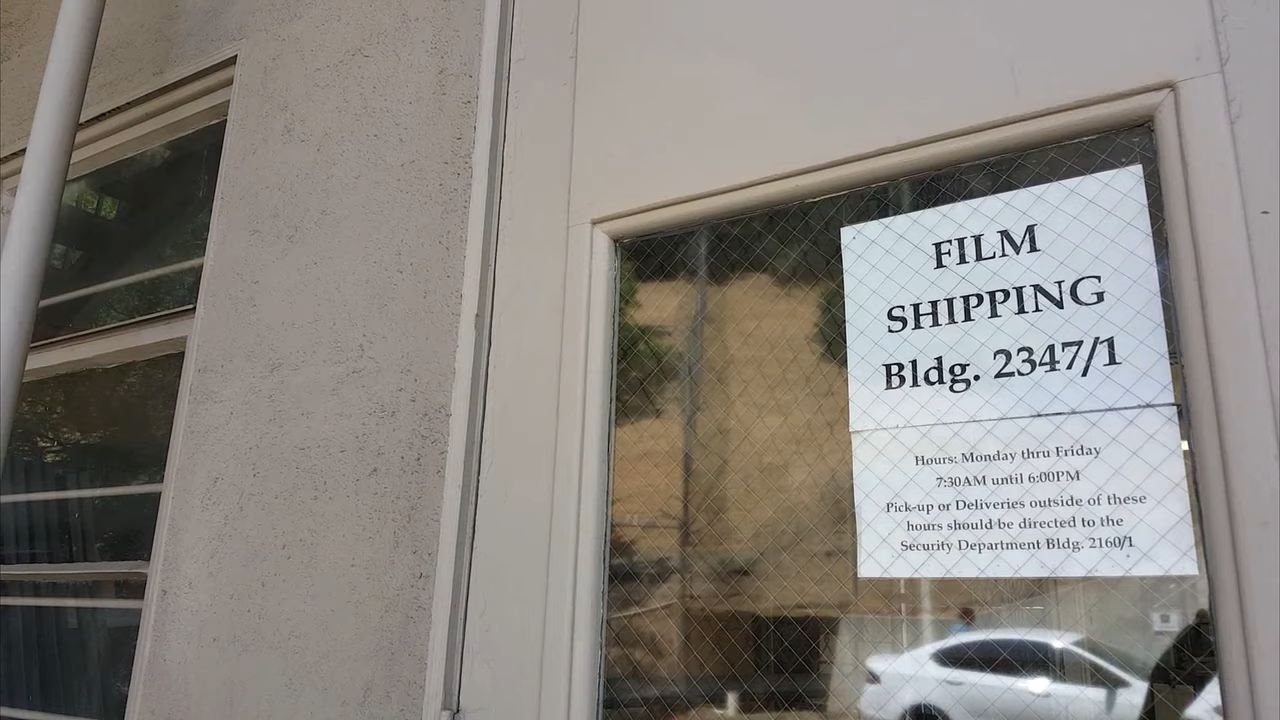 FILM
SHIPPING
Bldg. 2347/1
Hours: Monday thru Friday
7:30AM until 6:00PM
Pick-up or Deliveries outside of these
hours should be directed to the
Security Department Bldg. 2160/1